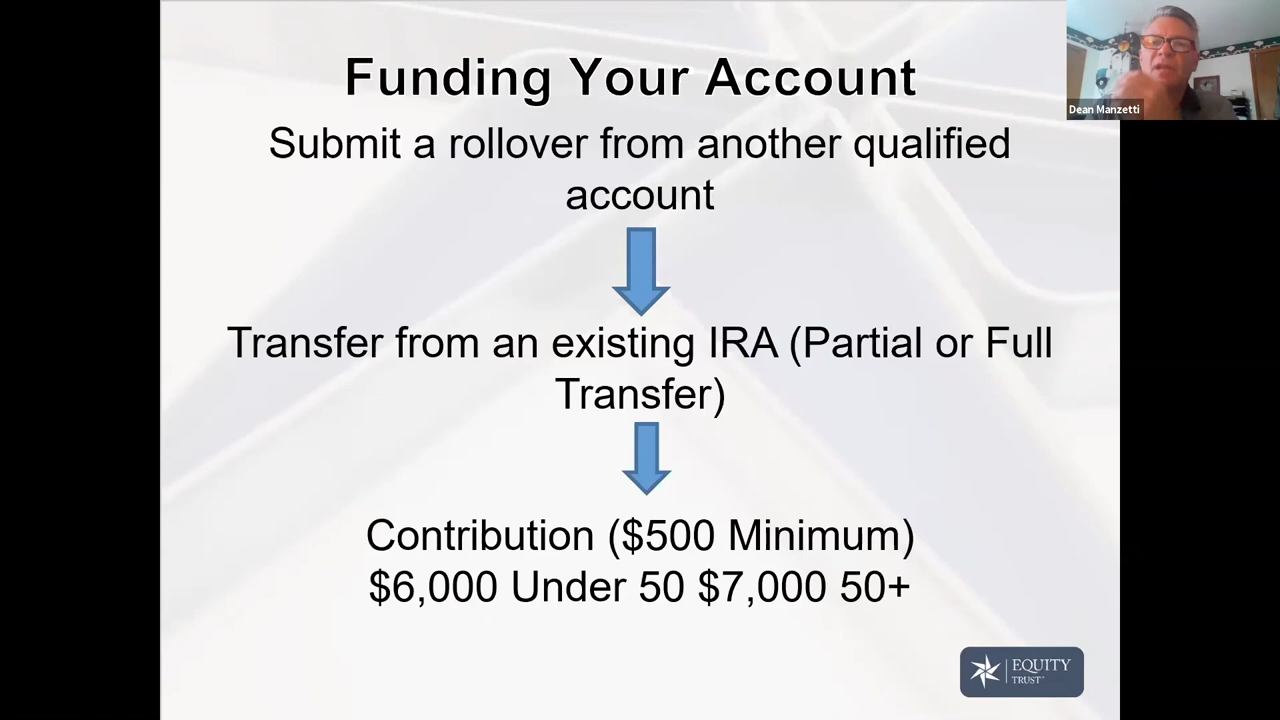 Funding Your Account
Submit a rollover from another qualified
account
Transfer from an existing IRA (Partial or Full
Transfer)
Contribution ($500 Minimum)
$6,000 Under 50 $7,000 50+
Dean Manzetti
EQUITY
TRUST